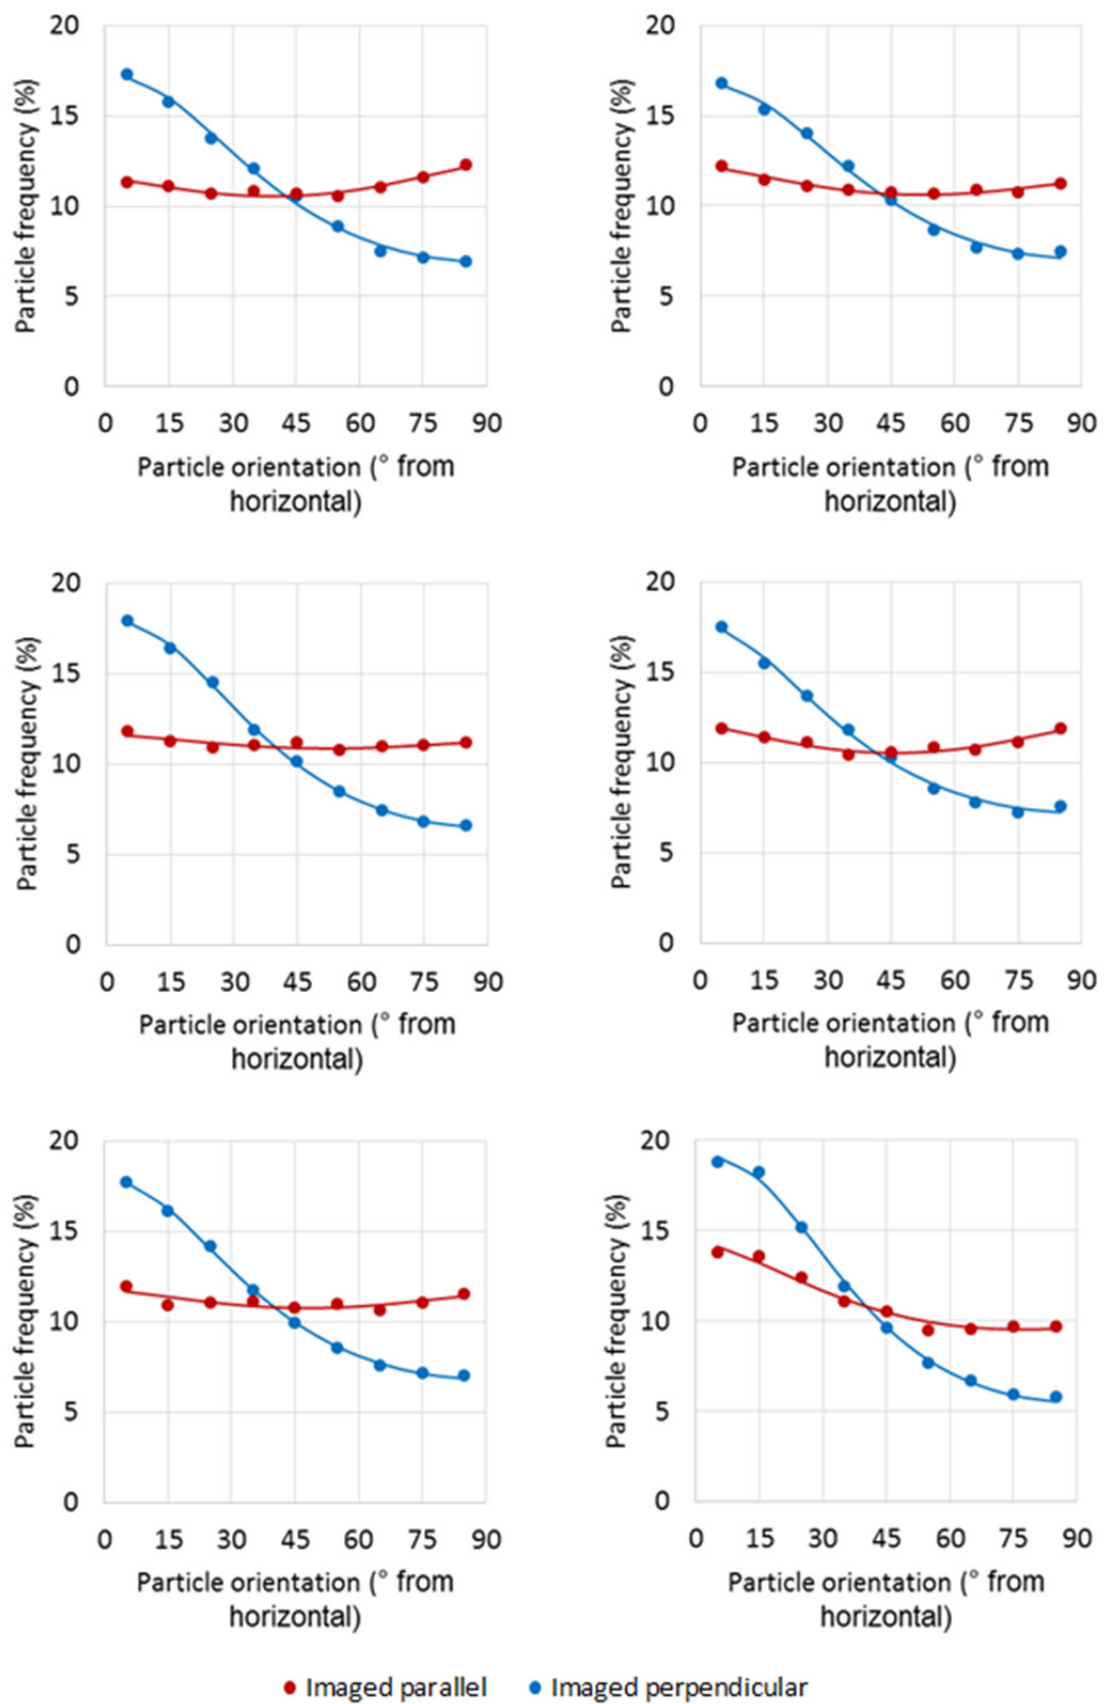 20
15
10
5
0
Particle frequency (%)
0 15 30 45 60 75 90
Particle orientation (° from
horizontal)
20
15
10
5
0
Particle frequency (%)
0 15 30 45 60 75 90
Particle orientation (° from
horizontal)
20
15
10
5
0
Particle frequency (%)
0 15 30 45 60 75 90
Particle orientation (° from
horizontal)
20
15
10
5
0
Particle frequency (%)
0 15 30 45 60 75 90
Particle orientation (° from
horizontal)
20
15
10
5
0
Particle frequency (%)
0 15 30 45 60 75 90
Particle orientation (° from
horizontal)
20
15
10
5
0
Particle frequency (%)
0 15 30 45 60 75 90
Particle orientation (° from
horizontal)
Imaged parallel Imaged perpendicular